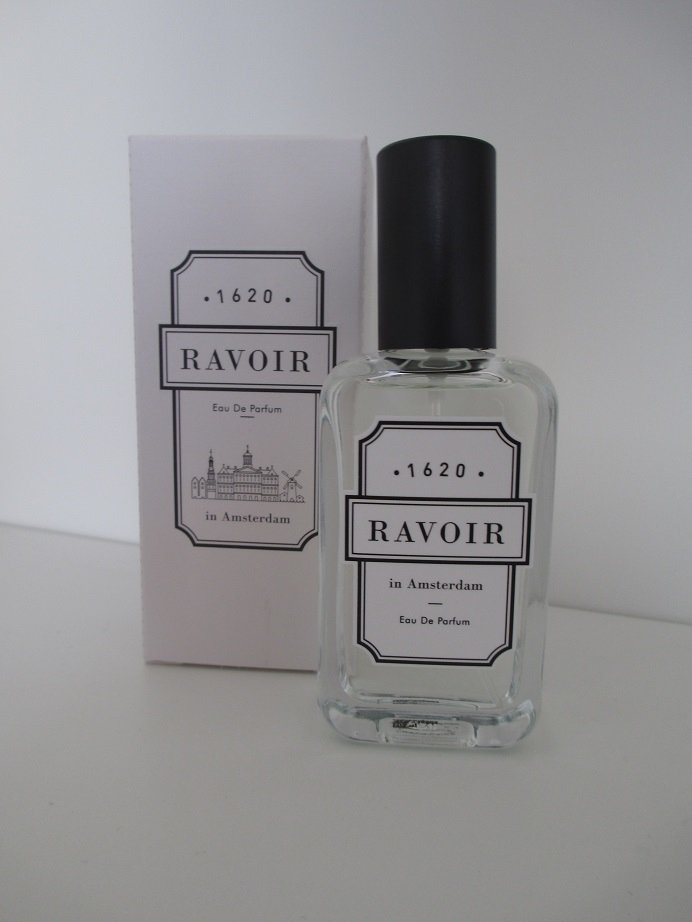 • 1620 •
RAVOIR
Eau De Parfum
in Amsterdam
• 1620 •
RAVOIR
in Amsterdam
Eau De Parfum